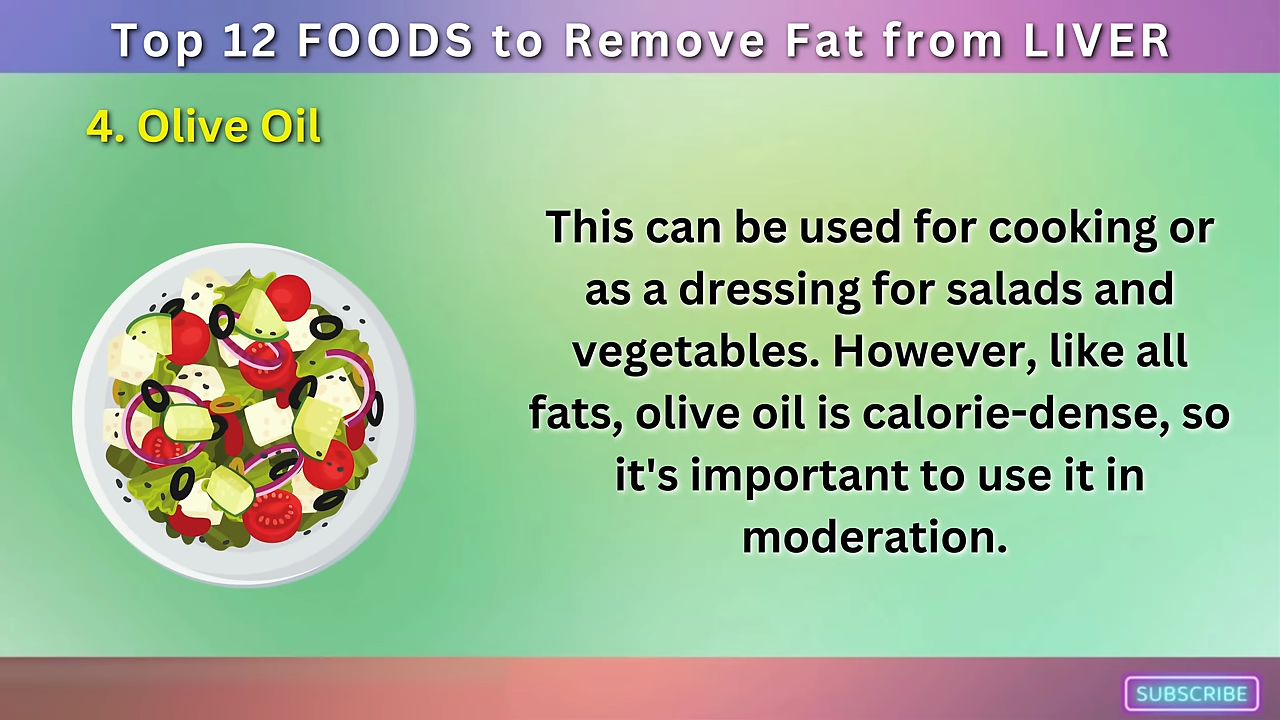 Top 12 FOODS to Remove Fat from LIVER
4. Olive Oil
This can be used for cooking or
as a dressing for salads and
vegetables. However, like all
fats, olive oil is calorie-dense, so
it's important to use it in
moderation.
SUBSCRIBE